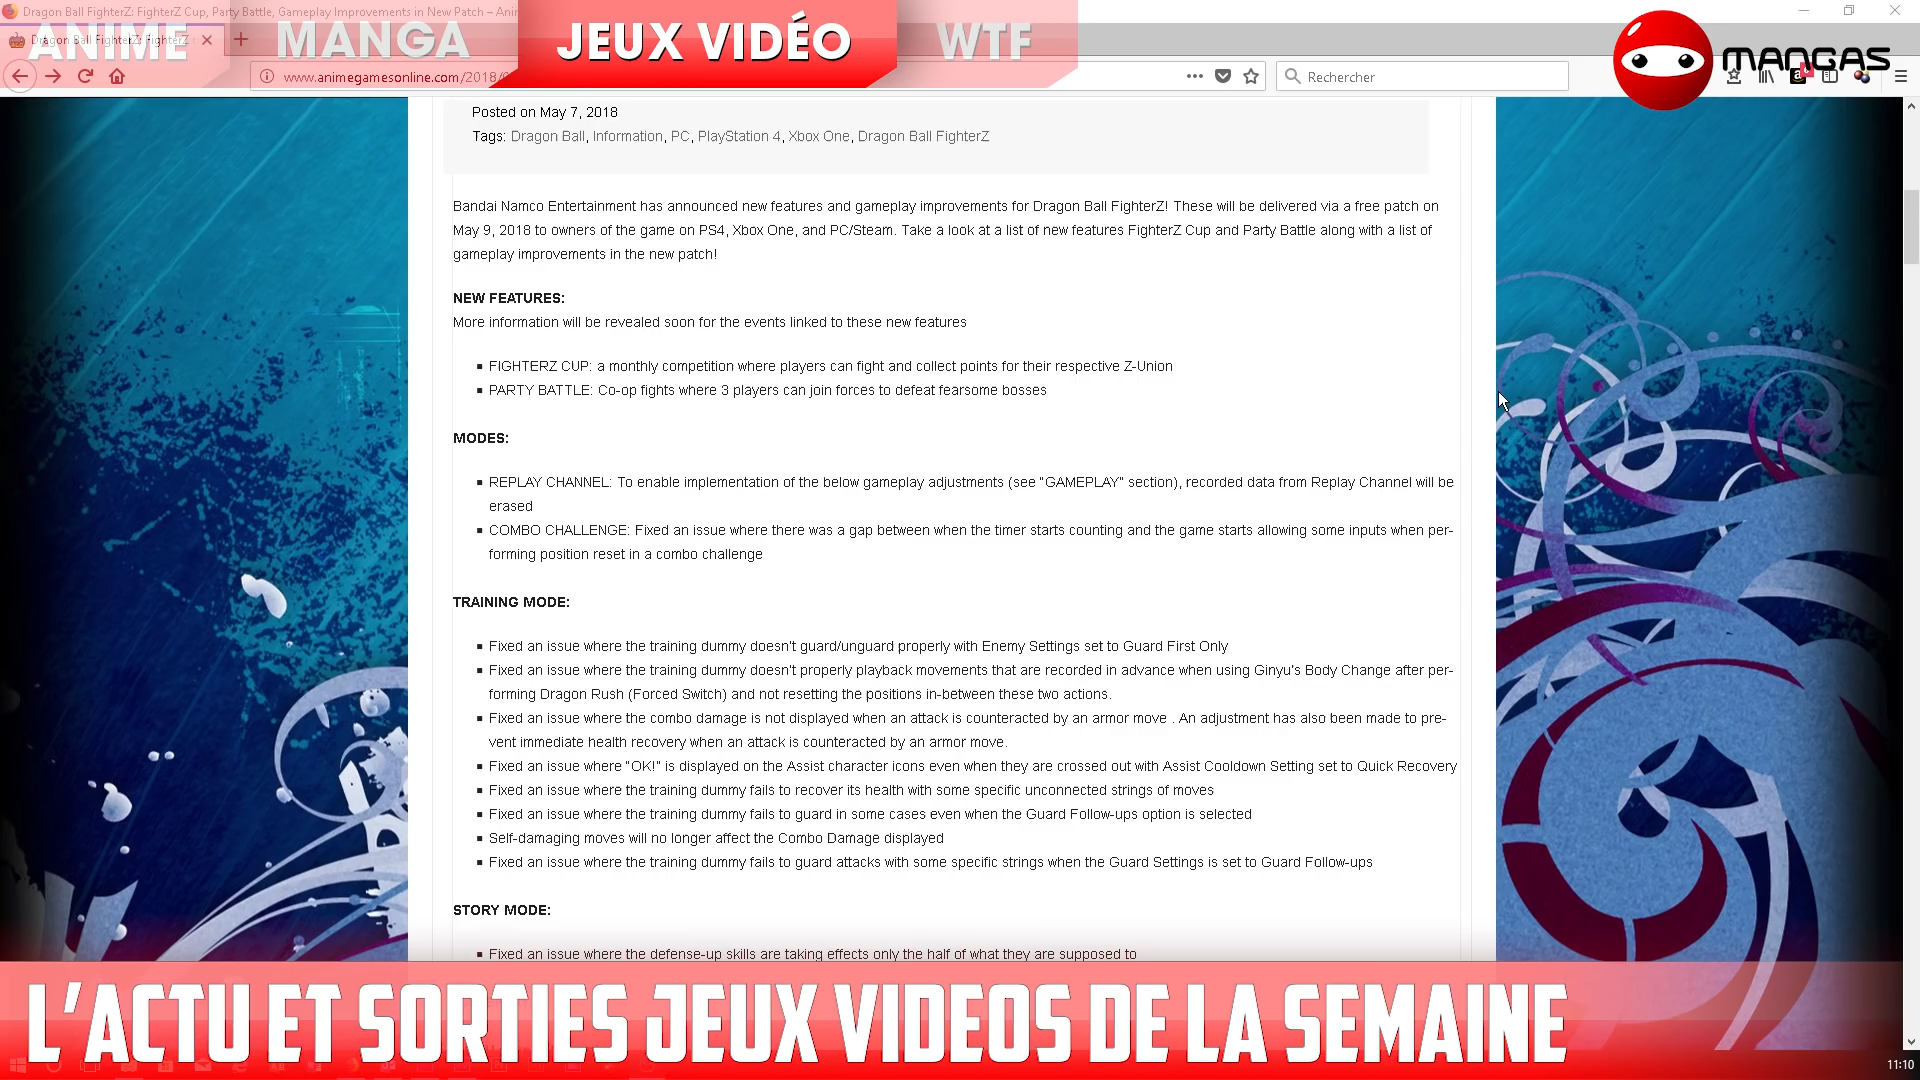 Dragon Ball FighterZ: FighterZ Cup, Party Battle, Gameplay Improvements in New Patch – Ani
ANIME MANGA JEUX VIDÉO WTF
Dragon Ball FighterZ: FighterZ
MANGAS
www.animegamesonline.com/2018/
Rechercher
Posted on May 7, 2018
Tags: Dragon Ball, Information, PC, PlayStation 4, Xbox One, Dragon Ball FighterZ
Bandai Namco Entertainment has announced new features and gameplay improvements for Dragon Ball FighterZ! These will be delivered via a free patch on
May 9, 2018 to owners of the game on PS4, Xbox One, and PC/Steam. Take a look at a list of new features FighterZ Cup and Party Battle along with a list of
gameplay improvements in the new patch!
NEW FEATURES:
More information will be revealed soon for the events linked to these new features
▪ FIGHTERZ CUP: a monthly competition where players can fight and collect points for their respective Z-Union
▪ PARTY BATTLE: Co-op fights where 3 players can join forces to defeat fearsome bosses
MODES:
▪ REPLAY CHANNEL: To enable implementation of the below gameplay adjustments (see "GAMEPLAY" section), recorded data from Replay Channel will be
erased
▪ COMBO CHALLENGE: Fixed an issue where there was a gap between when the timer starts counting and the game starts allowing some inputs when per-
forming position reset in a combo challenge
TRAINING MODE:
▪ Fixed an issue where the training dummy doesn't guard/unguard properly with Enemy Settings set to Guard First Only
▪ Fixed an issue where the training dummy doesn't properly playback movements that are recorded in advance when using Ginyu's Body Change after per-
forming Dragon Rush (Forced Switch) and not resetting the positions in-between these two actions.
▪ Fixed an issue where the combo damage is not displayed when an attack is counteracted by an armor move . An adjustment has also been made to pre-
vent immediate health recovery when an attack is counteracted by an armor move.
▪ Fixed an issue where "OK!" is displayed on the Assist character icons even when they are crossed out with Assist Cooldown Setting set to Quick Recovery
▪ Fixed an issue where the training dummy fails to recover its health with some specific unconnected strings of moves
▪ Fixed an issue where the training dummy fails to guard in some cases even when the Guard Follow-ups option is selected
▪ Self-damaging moves will no longer affect the Combo Damage displayed
▪ Fixed an issue where the training dummy fails to guard attacks with some specific strings when the Guard Settings is set to Guard Follow-ups
STORY MODE:
▪ Fixed an issue where the defense-up skills are taking effects only the half of what they are supposed to
L'ACTU ET SORTIES JEUX VIDEOS DE LA SEMAINE
11:10